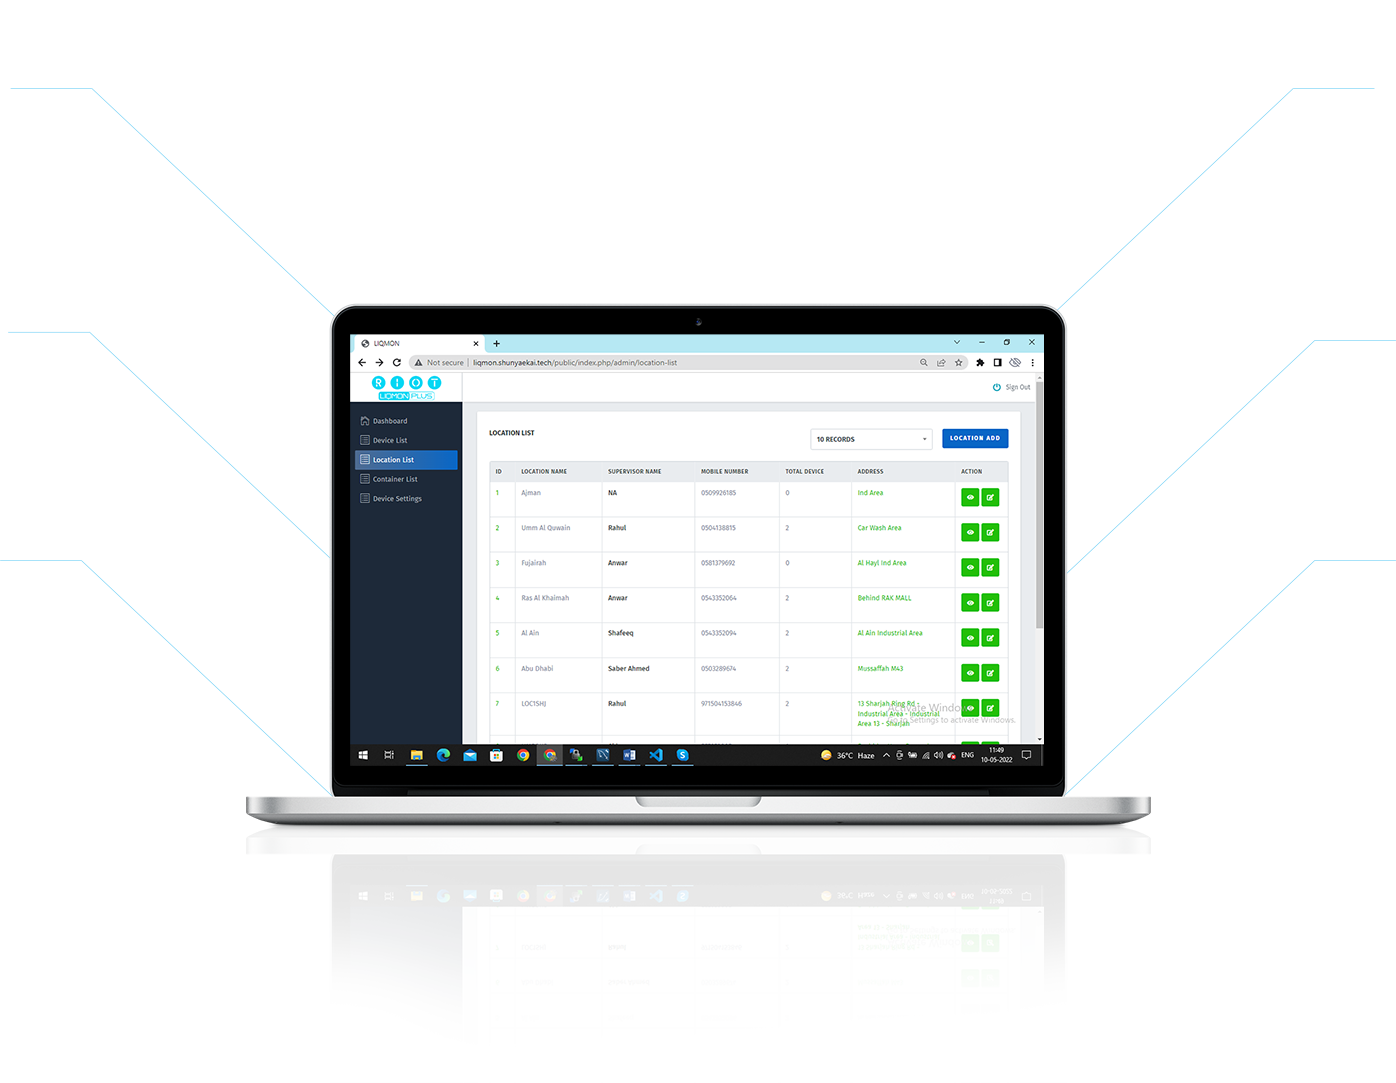 LIQMON
Not secure | liqmon.shunyaekai.tech/public/index.php/admin/location-list
RIOT
LIQMON PLUS
Sign Out
Dashboard
Device List
Location List
Container List
Device Settings
LOCATION LIST
10 RECORDS
LOCATION ADD
ID LOCATION NAME SUPERVISOR NAME MOBILE NUMBER TOTAL DEVICE ADDRESS ACTION
1 Ajman NA 0509926185 0 Ind Area
2 Umm Al Quwain Rahul 0504138815 2 Car Wash Area
3 Fujairah Anwar 0581379692 0 Al Hayl Ind Area
4 Ras Al Khaimah Anwar 0543352064 2 Behind RAK MALL
5 Al Ain Shafeeq 0543352094 2 Al Ain Industrial Area
6 Abu Dhabi Saber Ahmed 0503289674 2 Mussaffah M43
7 LOC1SHJ Rahul 971504153846 2 13 Sharjah Ring Rd -
Industrial Area - Industrial
Area 13 - Sharjah
Activate Windows
Go to Settings to activate Windows.
36°C Haze
ENG
11:49
10-05-2022